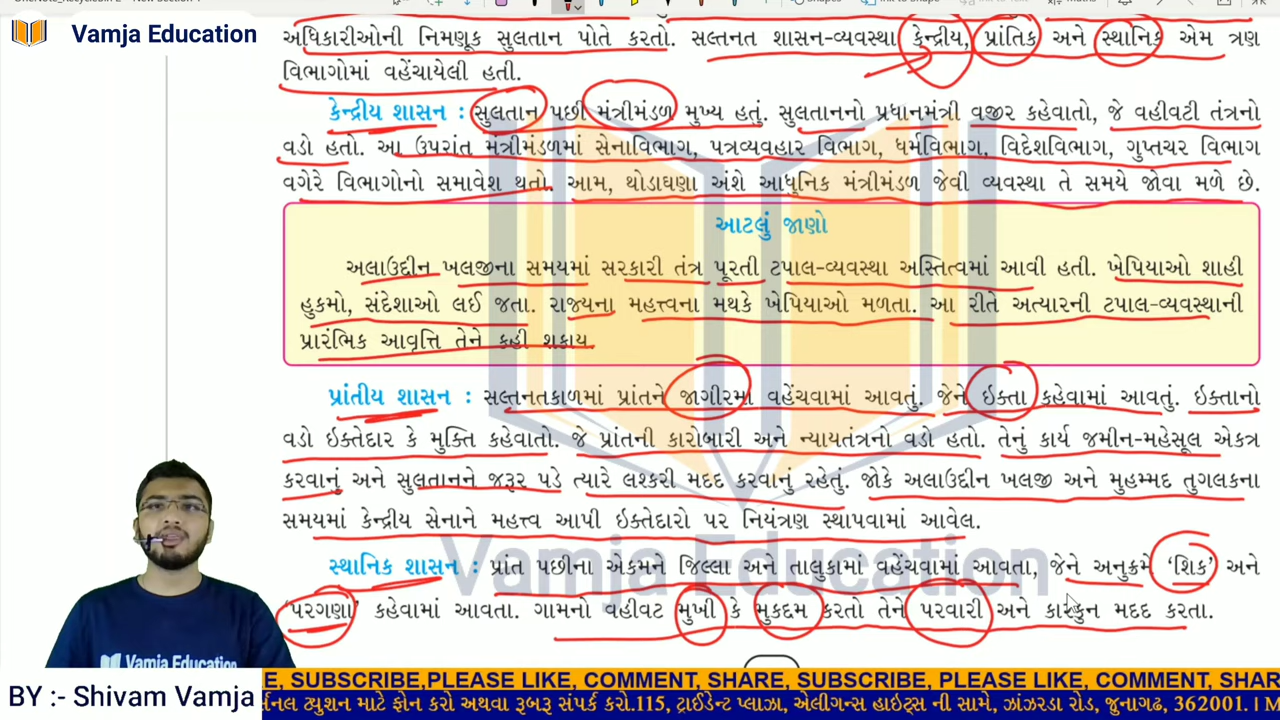 Vamja Education
અધિકારીઓની નિમણૂક સુલતાન પોતે કરતો. સલ્તનત શાસન-વ્યવસ્થા કેન્દ્રીય, પ્રાંતિક અને સ્થાનિક એમ ત્રણ
વિભાગોમાં વહેંચાયેલી હતી.
કેન્દ્રીય શાસન : સુલતાન પછી મંત્રીમંડળ મુખ્ય હતું. સુલતાનનો પ્રધાનમંત્રી વજીર કહેવાતો, જે વહીવટી તંત્રનો
વડો હતો. આ ઉપરાંત મંત્રીમંડળમાં સેનાવિભાગ, પત્રવ્યવહાર વિભાગ, ધર્મવિભાગ, વિદેશવિભાગ, ગુપ્તચર વિભાગ
વગેરે વિભાગોનો સમાવેશ થતો. આમ, થોડાઘણા અંશે આધુનિક મંત્રીમંડળ જેવી વ્યવસ્થા તે સમયે જોવા મળે છે.
આટલું જાણો
અલાઉદ્દીન ખલજીના સમયમાં સરકારી તંત્ર પૂરતી ટપાલ-વ્યવસ્થા અસ્તિત્વમાં આવી હતી. ખેપિયાઓ શાહી
હુકમો, સંદેશાઓ લઈ જતા. રાજ્યના મહત્ત્વના મથકે ખેપિયાઓ મળતા. આ રીતે અત્યારની ટપાલ-વ્યવસ્થાની
પ્રારંભિક આવૃત્તિ તેને કહી શકાય.
પ્રાંતીય શાસન : સલ્તનતકાળમાં પ્રાંતને જાગીરમાં વહેંચવામાં આવતું. જેને ઇક્તા કહેવામાં આવતું. ઇક્તાનો
વડો ઇક્તેદાર કે મુક્તિ કહેવાતો. જે પ્રાંતની કારોબારી અને ન્યાયતંત્રનો વડો હતો. તેનું કાર્ય જમીન-મહેસૂલ એકત્ર
કરવાનું અને સુલતાનને જરૂર પડે ત્યારે લશ્કરી મદદ કરવાનું રહેતું. જોકે અલાઉદ્દીન ખલજી અને મુહમ્મદ તુગલકના
સમયમાં કેન્દ્રીય સેનાને મહત્ત્વ આપી ઇક્તેદારો પર નિયંત્રણ સ્થાપવામાં આવેલ.
Vamja Education
સ્થાનિક શાસન : પ્રાંત પછીના એકમને જિલ્લા અને તાલુકામાં વહેંચવામાં આવતા, જેને અનુક્રમે 'શિક' અને
'પરગણા' કહેવામાં આવતા. ગામનો વહીવટ મુખી કે મુકદ્દમ કરતો તેને પરવારી અને કારકુન મદદ કરતા.
Vamja Education
BY :- Shivam Vamja
E, SUBSCRIBE,PLEASE LIKE, COMMENT, SHARE, SUBSCRIBE, PLEASE LIKE, COMMENT, SHAR
ર્સનલ ટ્યુશન માટે ફોન કરો અથવા રૂબરૂ સંપર્ક કરો.115, ટ્રાઈડેન્ટ પ્લાઝા, એલીગન્સ હાઇટ્સ ની સામે, ઝાંઝરડા રોડ, જુનાગઢ, 362001. | M